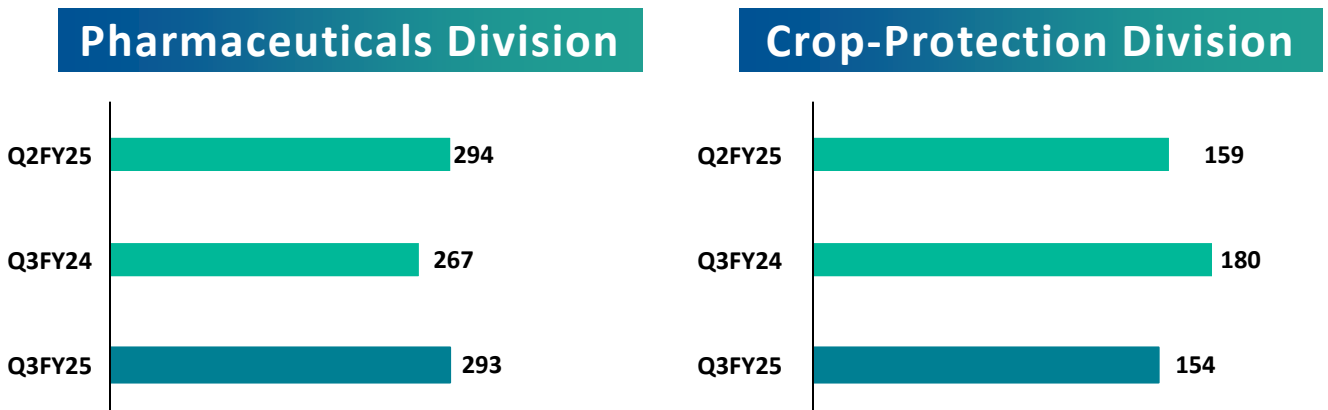 Pharmaceuticals Division
Q2FY25 294
Q3FY24 267
Q3FY25 293
Crop-Protection Division
Q2FY25 159
Q3FY24 180
Q3FY25 154